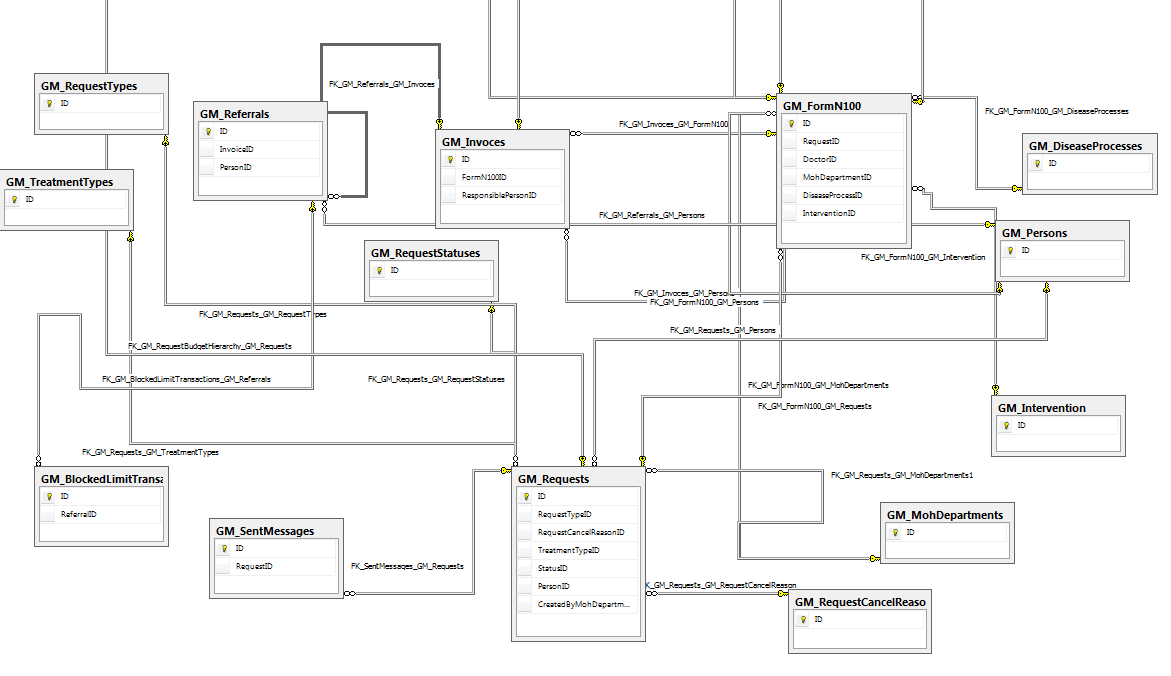 FK_GM_Referrals_GM_Invoces
GM_RequestTypes
ID
GM_Referrals
ID
InvoiceID
PersonID
GM_Invoces
ID
FormN100ID
ResponsiblePersonID
FK_GM_Invoces_GM_FormN100
GM_FormN100
ID
RequestID
DoctorID
MohDepartmentID
DiseaseProcessID
InterventionID
FK_GM_FormN100_GM_DiseaseProcesses
GM_DiseaseProcesses
ID
GM_TreatmentTypes
ID
FK_GM_Referrals_GM_Persons
GM_Persons
ID
GM_RequestStatuses
ID
FK_GM_FormN100_GM_Intervention
FK_GM_Invoces_GM_Persons
FK_GM_FormN100_GM_Persons
FK_GM_Requests_GM_RequestTypes
FK_GM_Requests_GM_Persons
FK_GM_RequestBudgetHierarchy_GM_Requests
FK_GM_BlockedLimitTransactions_GM_Referrals
FK_GM_Requests_GM_RequestStatuses
FK_GM_FormN100_GM_MohDepartments
FK_GM_FormN100_GM_Requests
GM_Intervention
ID
FK_GM_Requests_GM_TreatmentTypes
GM_BlockedLimitTransa
ID
ReferralID
GM_SentMessages
ID
RequestID
FK_SentMessages_GM_Requests
GM_Requests
ID
RequestTypeID
RequestCancelReasonID
TreatmentTypeID
StatusID
PersonID
CreatedByMohDepartm...
FK_GM_Requests_GM_MohDepartments1
GM_MohDepartments
ID
K_GM_Requests_GM_RequestCancelReason
GM_RequestCancelReaso
ID